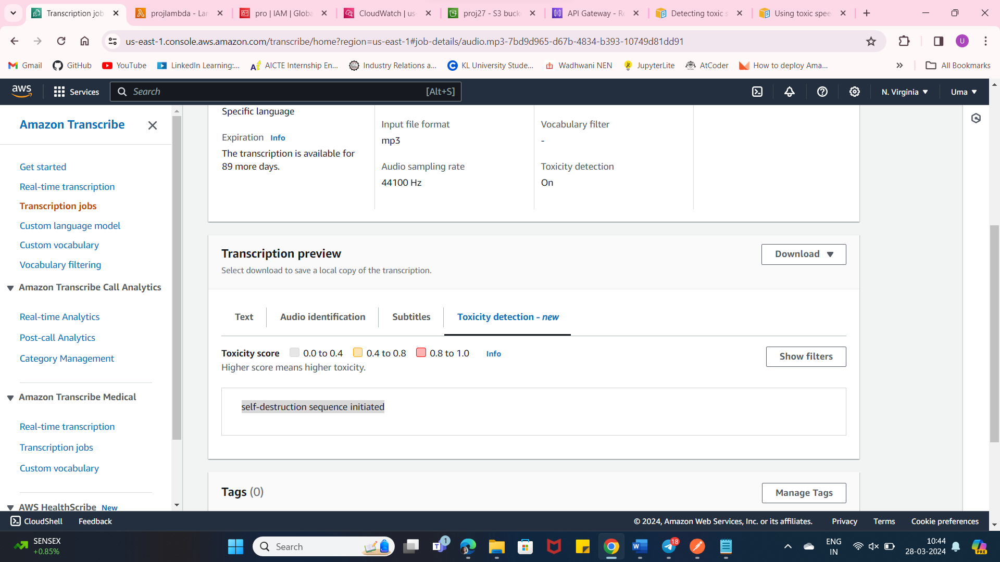 Transcription job
projlambda - Lan
pro | IAM | Globa
CloudWatch | us-
proj27 - S3 buck
API Gateway - Re
Detecting toxic s
Using toxic spee
us-east-1.console.aws.amazon.com/transcribe/home?region=us-east-1#job-details/audio.mp3-7bd9d965-d67b-4834-b393-10749d81dd91
U
Gmail
GitHub
YouTube
LinkedIn Learning:...
AICTE Internship En...
Industry Relations a...
KL University Stude...
Wadhwani NEN
JupyterLite
AtCoder
How to deploy Ama...
All Bookmarks
aws
Services
Search
[Alt+S]
N. Virginia
Uma
Amazon Transcribe
Get started
Real-time transcription
Transcription jobs
Custom language model
Custom vocabulary
Vocabulary filtering
Amazon Transcribe Call Analytics
Real-time Analytics
Post-call Analytics
Category Management
Amazon Transcribe Medical
Real-time transcription
Transcription jobs
Custom vocabulary
AWS HealthScribe New
Specific language
Expiration Info
The transcription is available for
89 more days.
Input file format
mp3
Audio sampling rate
44100 Hz
Vocabulary filter
-
Toxicity detection
On
Transcription preview
Select download to save a local copy of the transcription.
Download
Text
Audio identification
Subtitles
Toxicity detection - new
Toxicity score 0.0 to 0.4 0.4 to 0.8 0.8 to 1.0 Info
Higher score means higher toxicity.
Show filters
self-destruction sequence initiated
Tags (0)
Manage Tags
CloudShell
Feedback
© 2024, Amazon Web Services, Inc. or its affiliates.
Privacy
Terms
Cookie preferences
SENSEX
+0.85%
Search
1
18
ENG
IN
10:44
28-03-2024
PRE